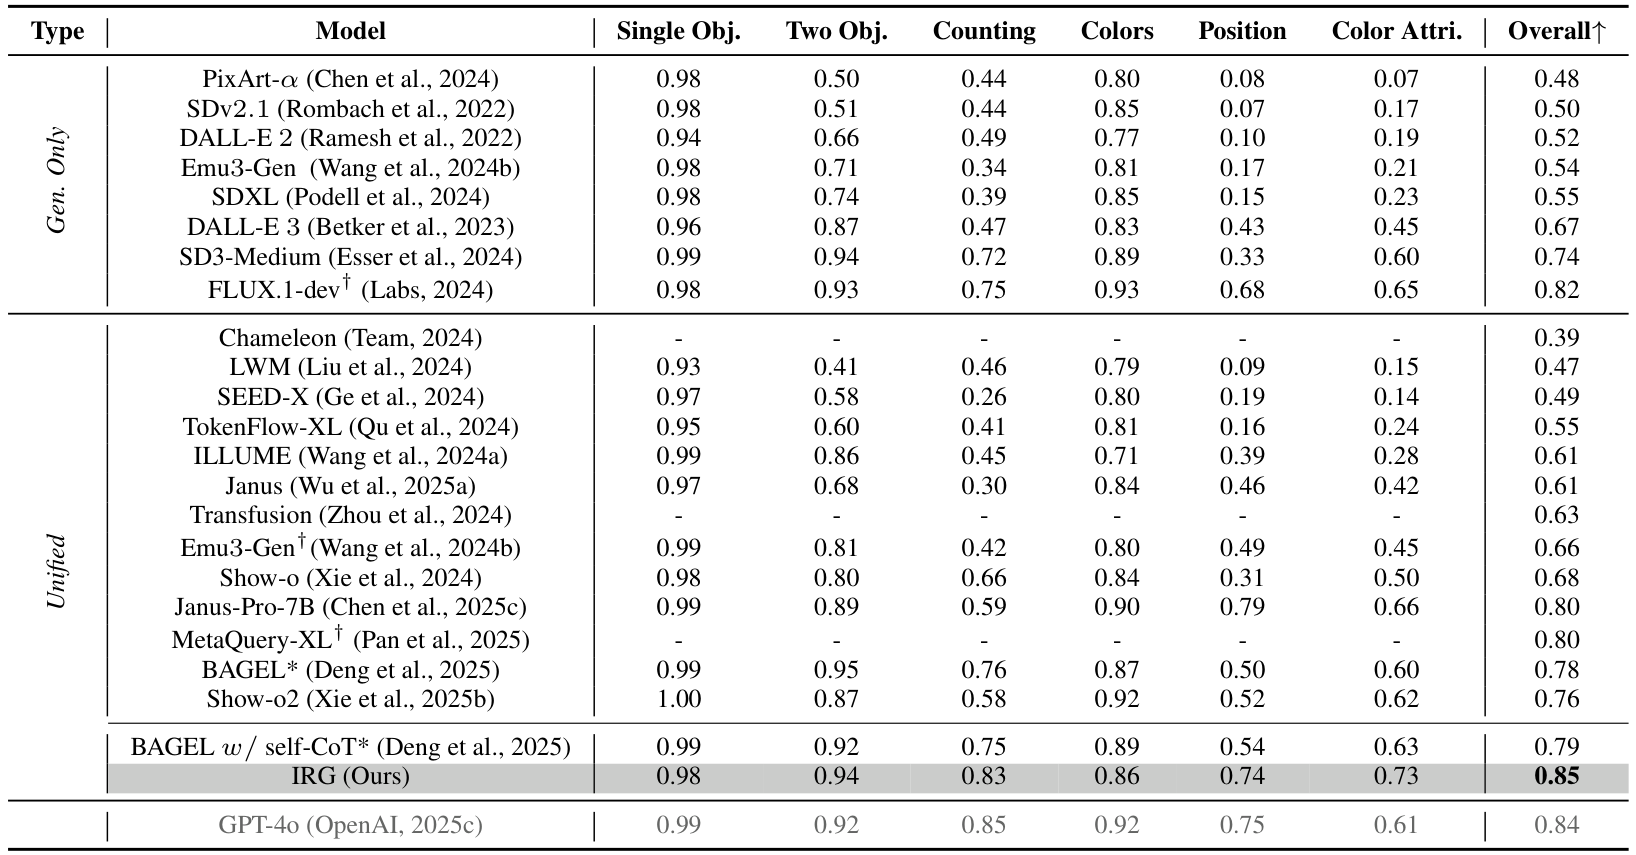 Type Model Single Obj. Two Obj. Counting Colors Position Color Attri. Overall↑
Gen. Only
PixArt-α (Chen et al., 2024) 0.98 0.50 0.44 0.80 0.08 0.07 0.48
SDv2.1 (Rombach et al., 2022) 0.98 0.51 0.44 0.85 0.07 0.17 0.50
DALL-E 2 (Ramesh et al., 2022) 0.94 0.66 0.49 0.77 0.10 0.19 0.52
Emu3-Gen (Wang et al., 2024b) 0.98 0.71 0.34 0.81 0.17 0.21 0.54
SDXL (Podell et al., 2024) 0.98 0.74 0.39 0.85 0.15 0.23 0.55
DALL-E 3 (Betker et al., 2023) 0.96 0.87 0.47 0.83 0.43 0.45 0.67
SD3-Medium (Esser et al., 2024) 0.99 0.94 0.72 0.89 0.33 0.60 0.74
FLUX.1-dev† (Labs, 2024) 0.98 0.93 0.75 0.93 0.68 0.65 0.82
Unified
Chameleon (Team, 2024) - - - - - - 0.39
LWM (Liu et al., 2024) 0.93 0.41 0.46 0.79 0.09 0.15 0.47
SEED-X (Ge et al., 2024) 0.97 0.58 0.26 0.80 0.19 0.14 0.49
TokenFlow-XL (Qu et al., 2024) 0.95 0.60 0.41 0.81 0.16 0.24 0.55
ILLUME (Wang et al., 2024a) 0.99 0.86 0.45 0.71 0.39 0.28 0.61
Janus (Wu et al., 2025a) 0.97 0.68 0.30 0.84 0.46 0.42 0.61
Transfusion (Zhou et al., 2024) - - - - - - 0.63
Emu3-Gen† (Wang et al., 2024b) 0.99 0.81 0.42 0.80 0.49 0.45 0.66
Show-o (Xie et al., 2024) 0.98 0.80 0.66 0.84 0.31 0.50 0.68
Janus-Pro-7B (Chen et al., 2025c) 0.99 0.89 0.59 0.90 0.79 0.66 0.80
MetaQuery-XL† (Pan et al., 2025) - - - - - - 0.80
BAGEL* (Deng et al., 2025) 0.99 0.95 0.76 0.87 0.50 0.60 0.78
Show-o2 (Xie et al., 2025b) 1.00 0.87 0.58 0.92 0.52 0.62 0.76
BAGEL w/ self-CoT* (Deng et al., 2025) 0.99 0.92 0.75 0.89 0.54 0.63 0.79
IRG (Ours) 0.98 0.94 0.83 0.86 0.74 0.73 0.85
GPT-4o (OpenAI, 2025c) 0.99 0.92 0.85 0.92 0.75 0.61 0.84